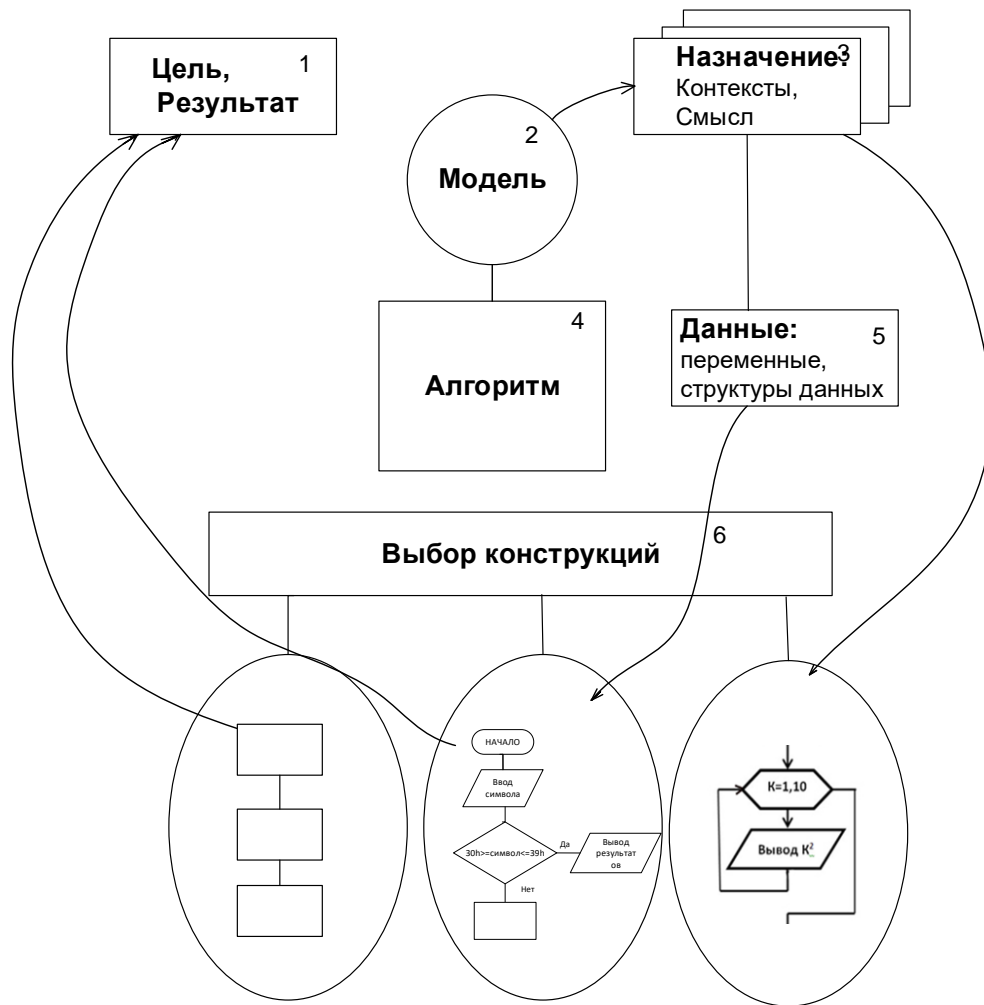 1
Цель,
Результат
2
Модель
3
Назначение:
Контексты,
Смысл
4
Алгоритм
Данные: 5
переменные,
структуры данных
Выбор конструкций 6
НАЧАЛО
Ввод
символа
30h>=символ<=39h
Да
Вывод
результат
ов
Нет
K=1,10
Вывод K²